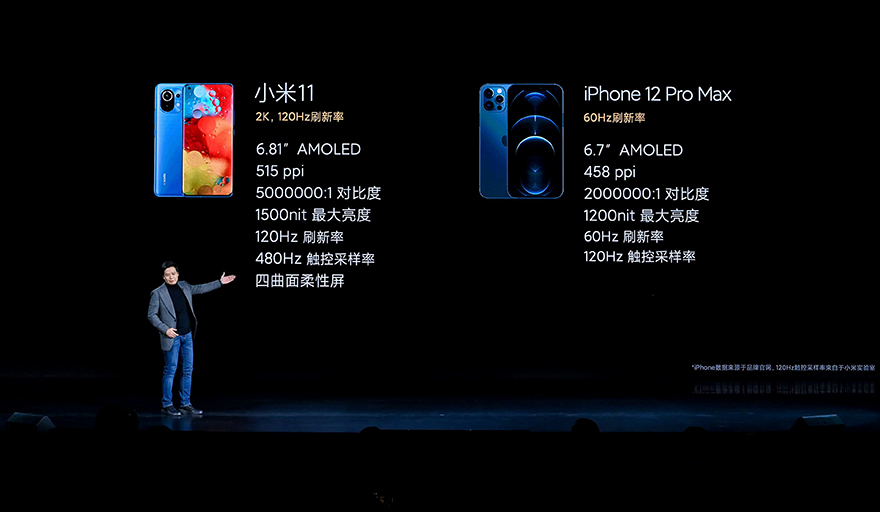 小米11
2K, 120Hz刷新率
6.81" AMOLED
515 ppi
5000000:1 对比度
1500nit 最大亮度
120Hz 刷新率
480Hz 触控采样率
四曲面柔性屏
iPhone 12 Pro Max
60Hz刷新率
6.7" AMOLED
458 ppi
2000000:1 对比度
1200nit 最大亮度
60Hz 刷新率
120Hz 触控采样率
*iPhone数据来源于品牌官网，120Hz触控采样率来自于小米实验室